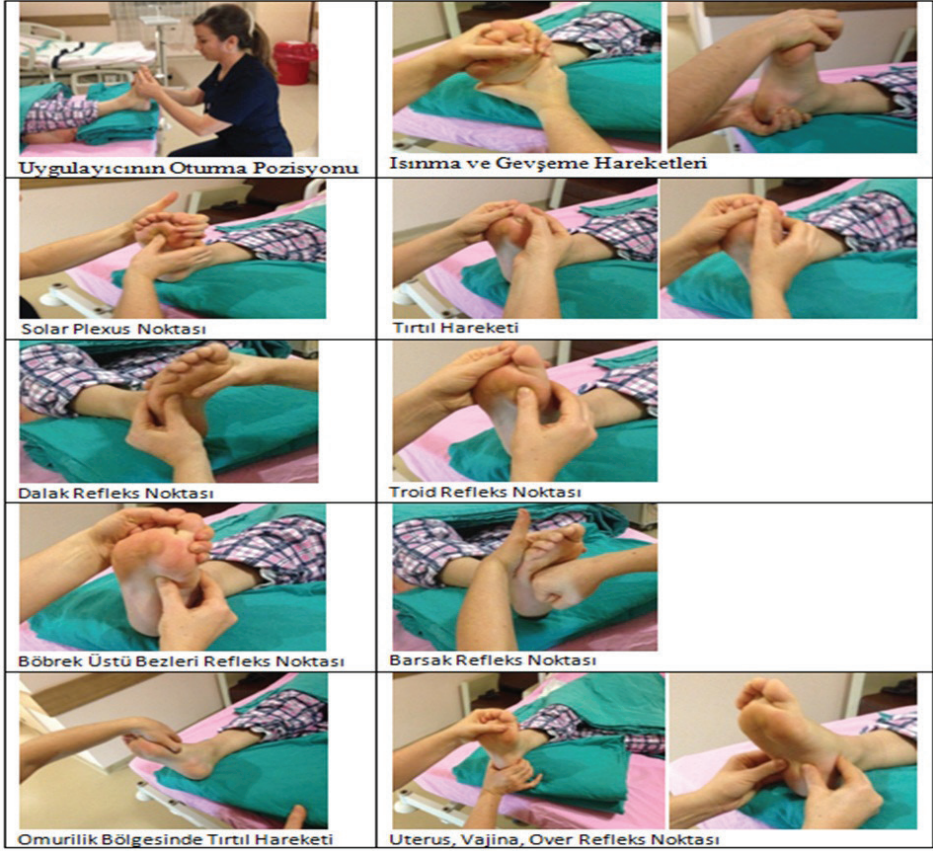 Uygulayıcının Oturma Pozisyonu
Isınma ve Gevşeme Hareketleri
Solar Plexus Noktası
Tırtıl Hareketi
Dalak Refleks Noktası
Troid Refleks Noktası
Böbrek Üstü Bezleri Refleks Noktası
Barsak Refleks Noktası
Omurilik Bölgesinde Tırtıl Hareketi
Uterus, Vajina, Over Refleks Noktası